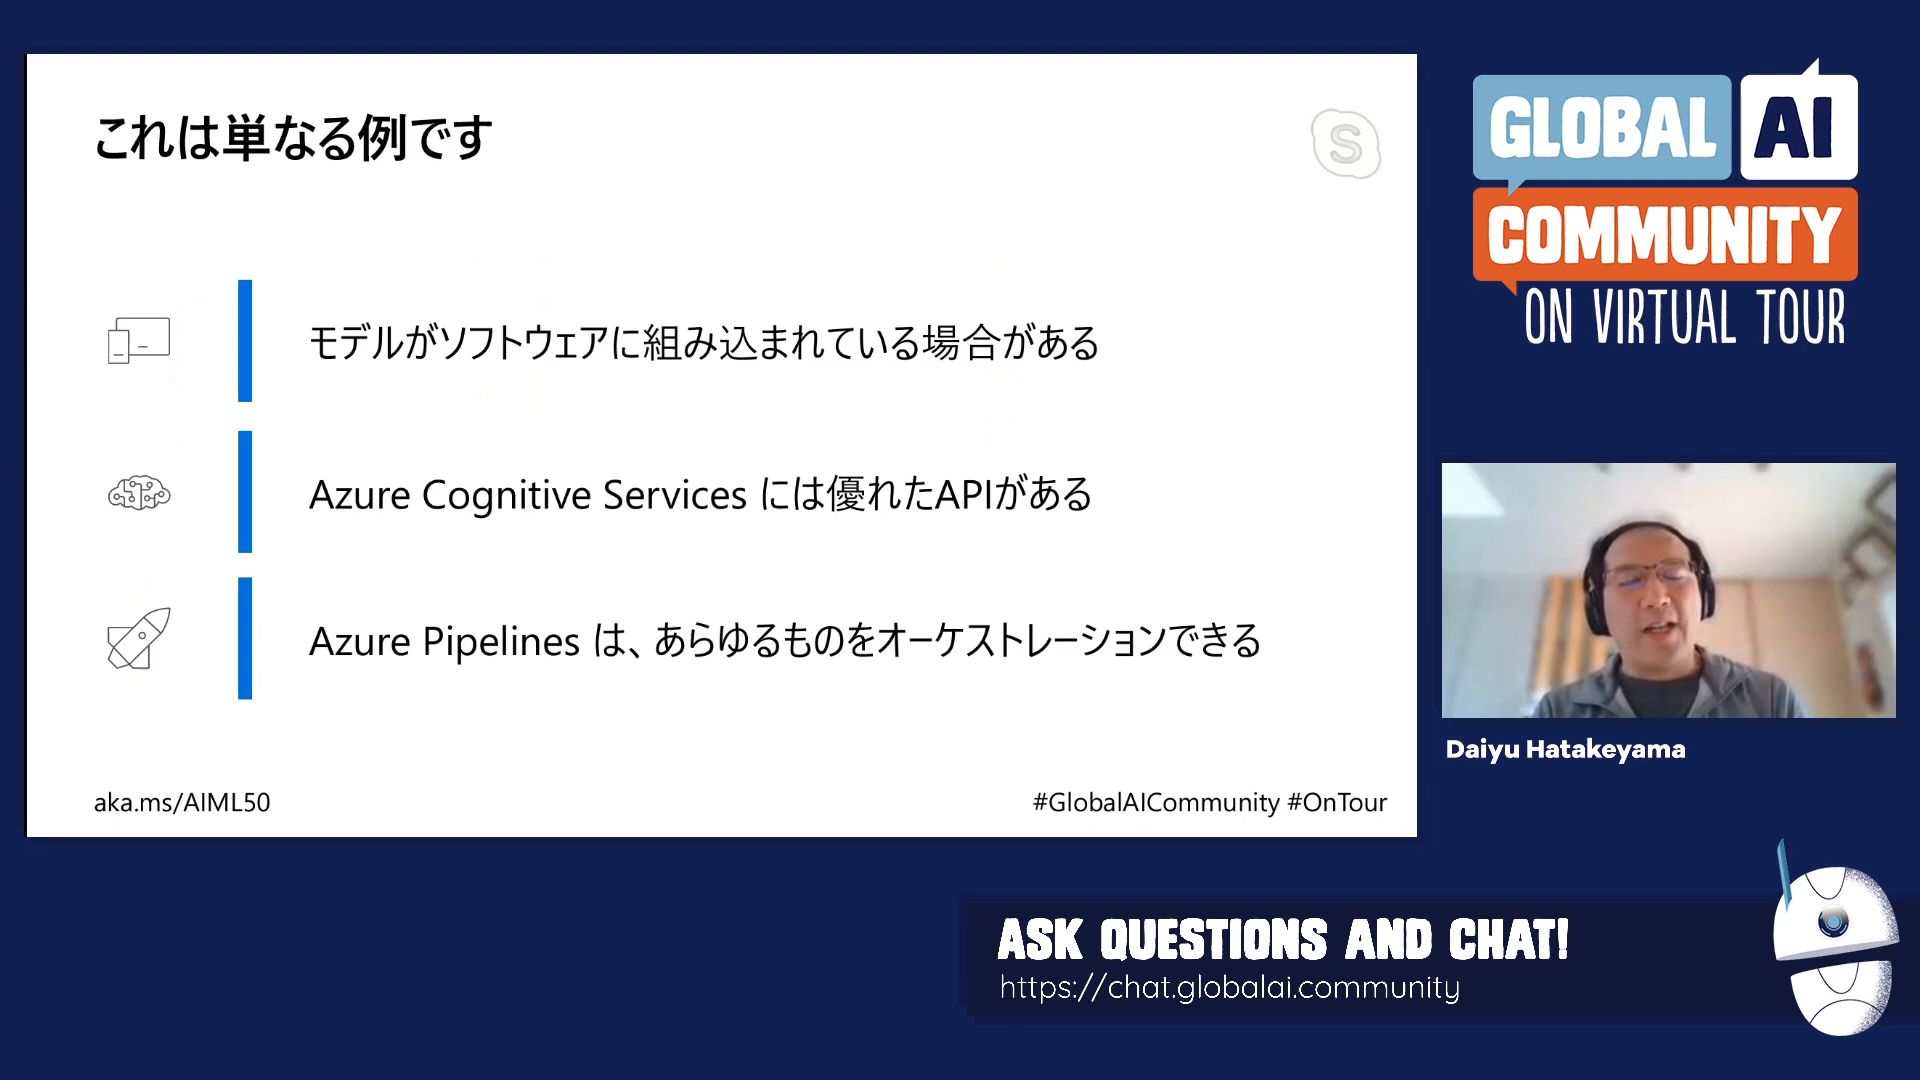 これは単なる例です
S
モデルがソフトウェアに組み込まれている場合がある
Azure Cognitive Services には優れたAPIがある
Azure Pipelines は、あらゆるものをオーケストレーションできる
aka.ms/AIML50
#GlobalAICommunity #OnTour
GLOBAL AI
COMMUNITY
ON VIRTUAL TOUR
Daiyu Hatakeyama
ASK QUESTIONS AND CHAT!
https://chat.globalai.community